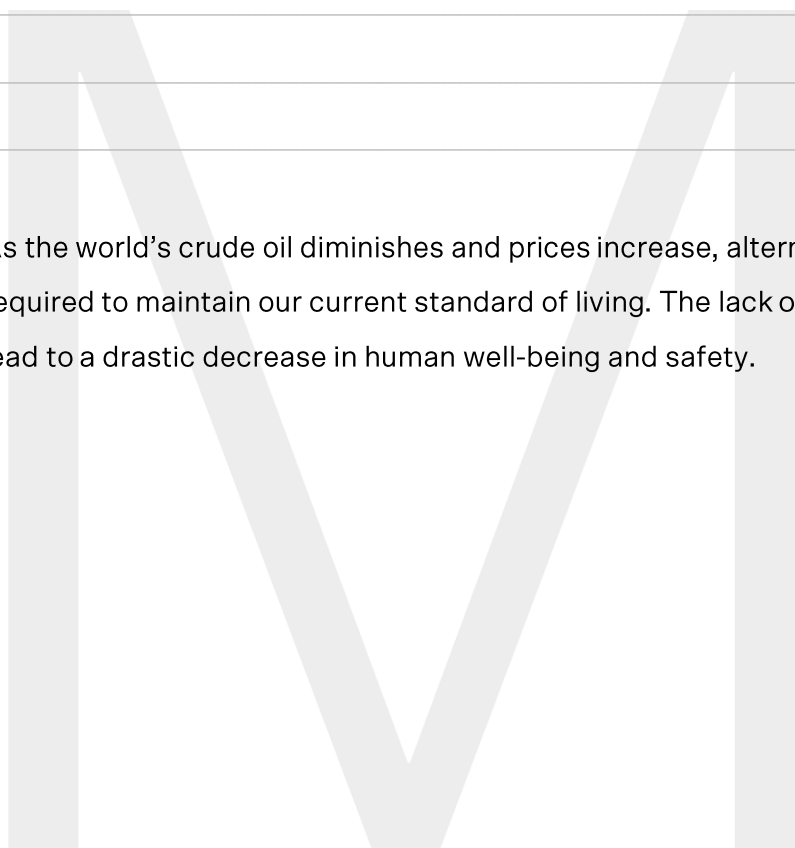 s the world’s crude oil diminishes and prices increase, altern
equired to maintain our current standard of living. The lack o
ead to a drastic decrease in human well-being and safety.